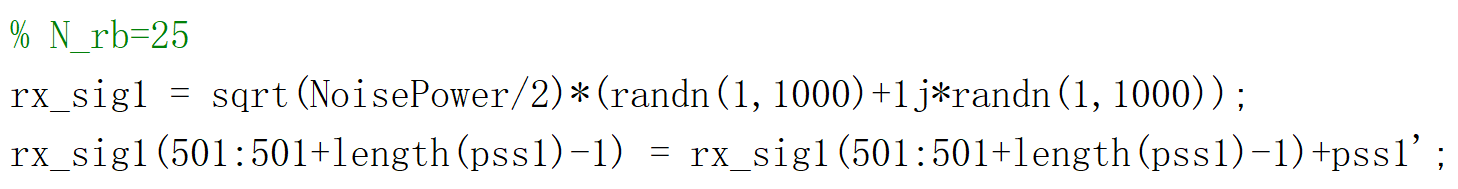 % N_rb=25
rx_sig1 = sqrt(NoisePower/2)*(randn(1,1000)+1j*randn(1,1000));
rx_sig1(501:501+length(pss1)-1) = rx_sig1(501:501+length(pss1)-1)+pss1';